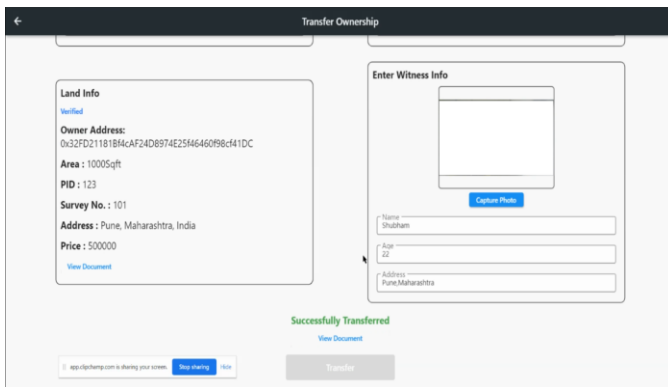 Transfer Ownership
Land Info
Verified
Owner Address:
0x32FD21181Bf4cAF24D8974E25f46460f98cf41DC
Area : 1000Sqft
PID : 123
Survey No. : 101
Address : Pune, Maharashtra, India
Price : 500000
View Document
Enter Witness Info
Capture Photo
Name
Shubham
Age
22
Address
Pune,Maharashtra
Successfully Transferred
View Document
app.clipchamp.com is sharing your screen.
Stop sharing
Hide
Transfer